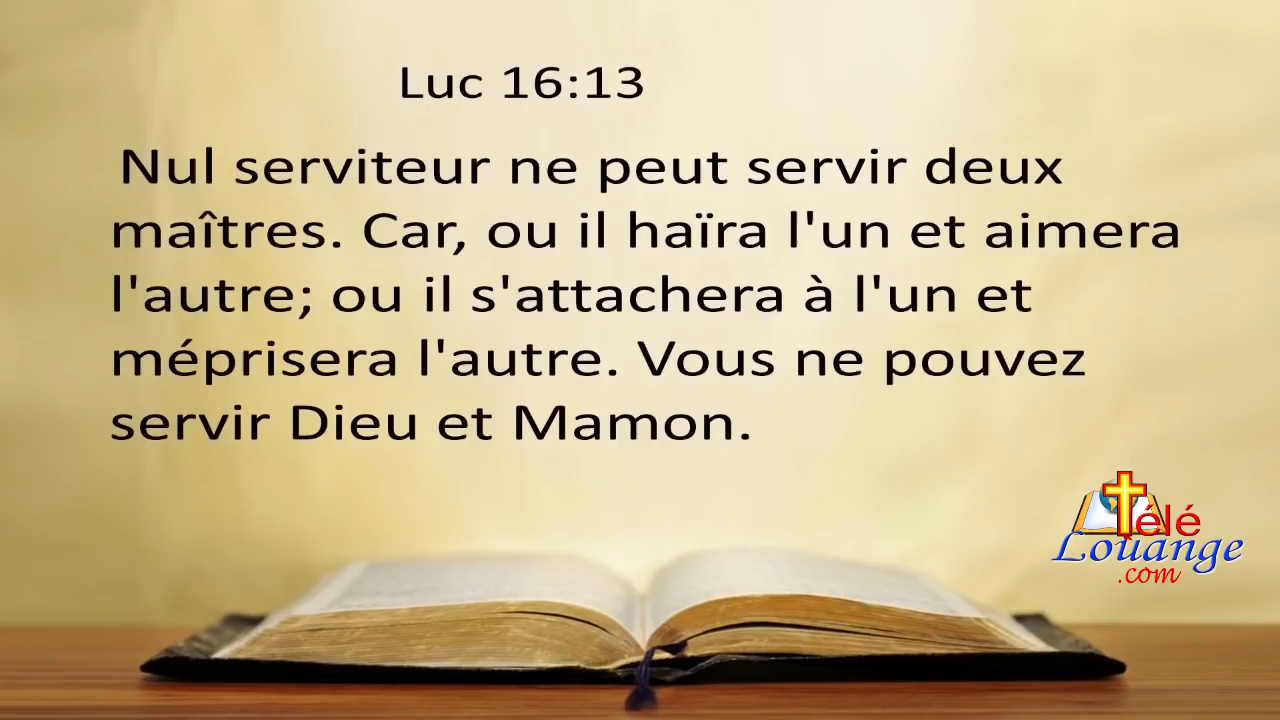 Luc 16:13
Nul serviteur ne peut servir deux
maîtres. Car, ou il haïra l'un et aimera
l'autre; ou il s'attachera à l'un et
méprisera l'autre. Vous ne pouvez
servir Dieu et Mamon.
Télé
Louange
.com